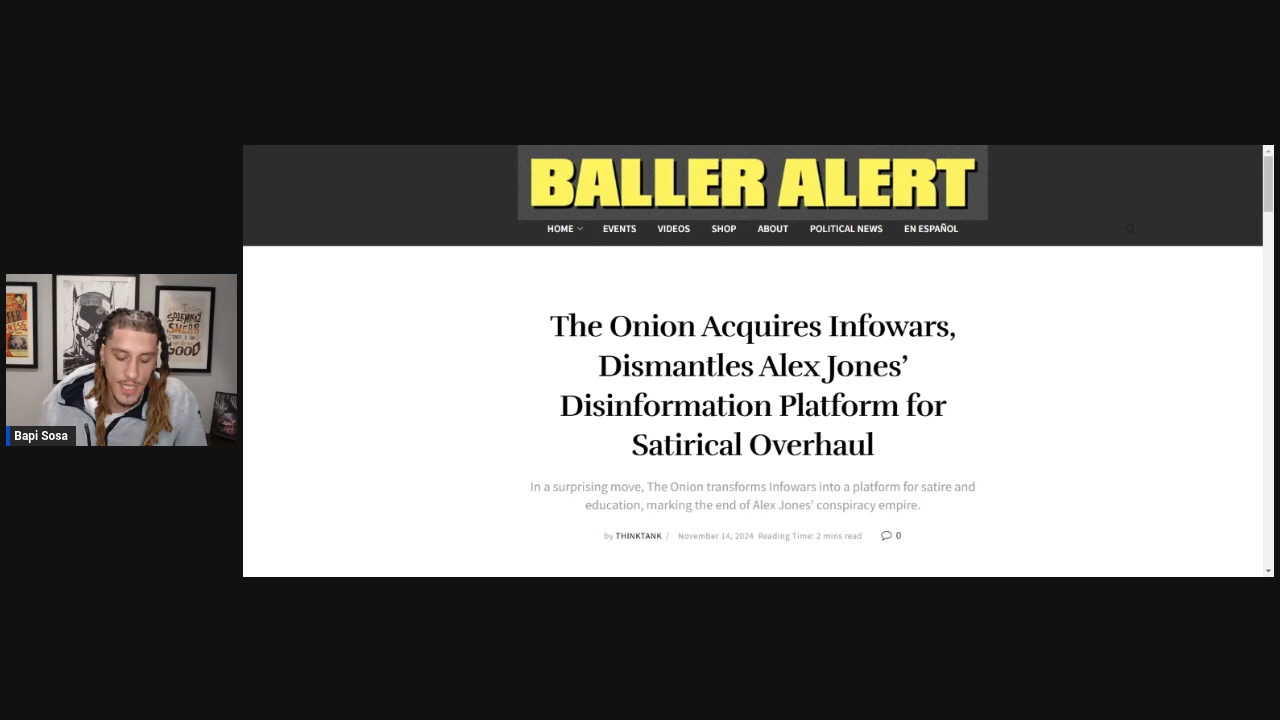 BALLER ALERT
HOME EVENTS VIDEOS SHOP ABOUT POLITICAL NEWS EN ESPAÑOL
The Onion Acquires Infowars,
Dismantles Alex Jones’
Disinformation Platform for
Satirical Overhaul
In a surprising move, The Onion transforms Infowars into a platform for satire and
education, marking the end of Alex Jones' conspiracy empire.
by THINKTANK / November 14, 2024 Reading Time: 2 mins read 0
SOLEMNLY
SWEAR
GOOD
Bapi Sosa